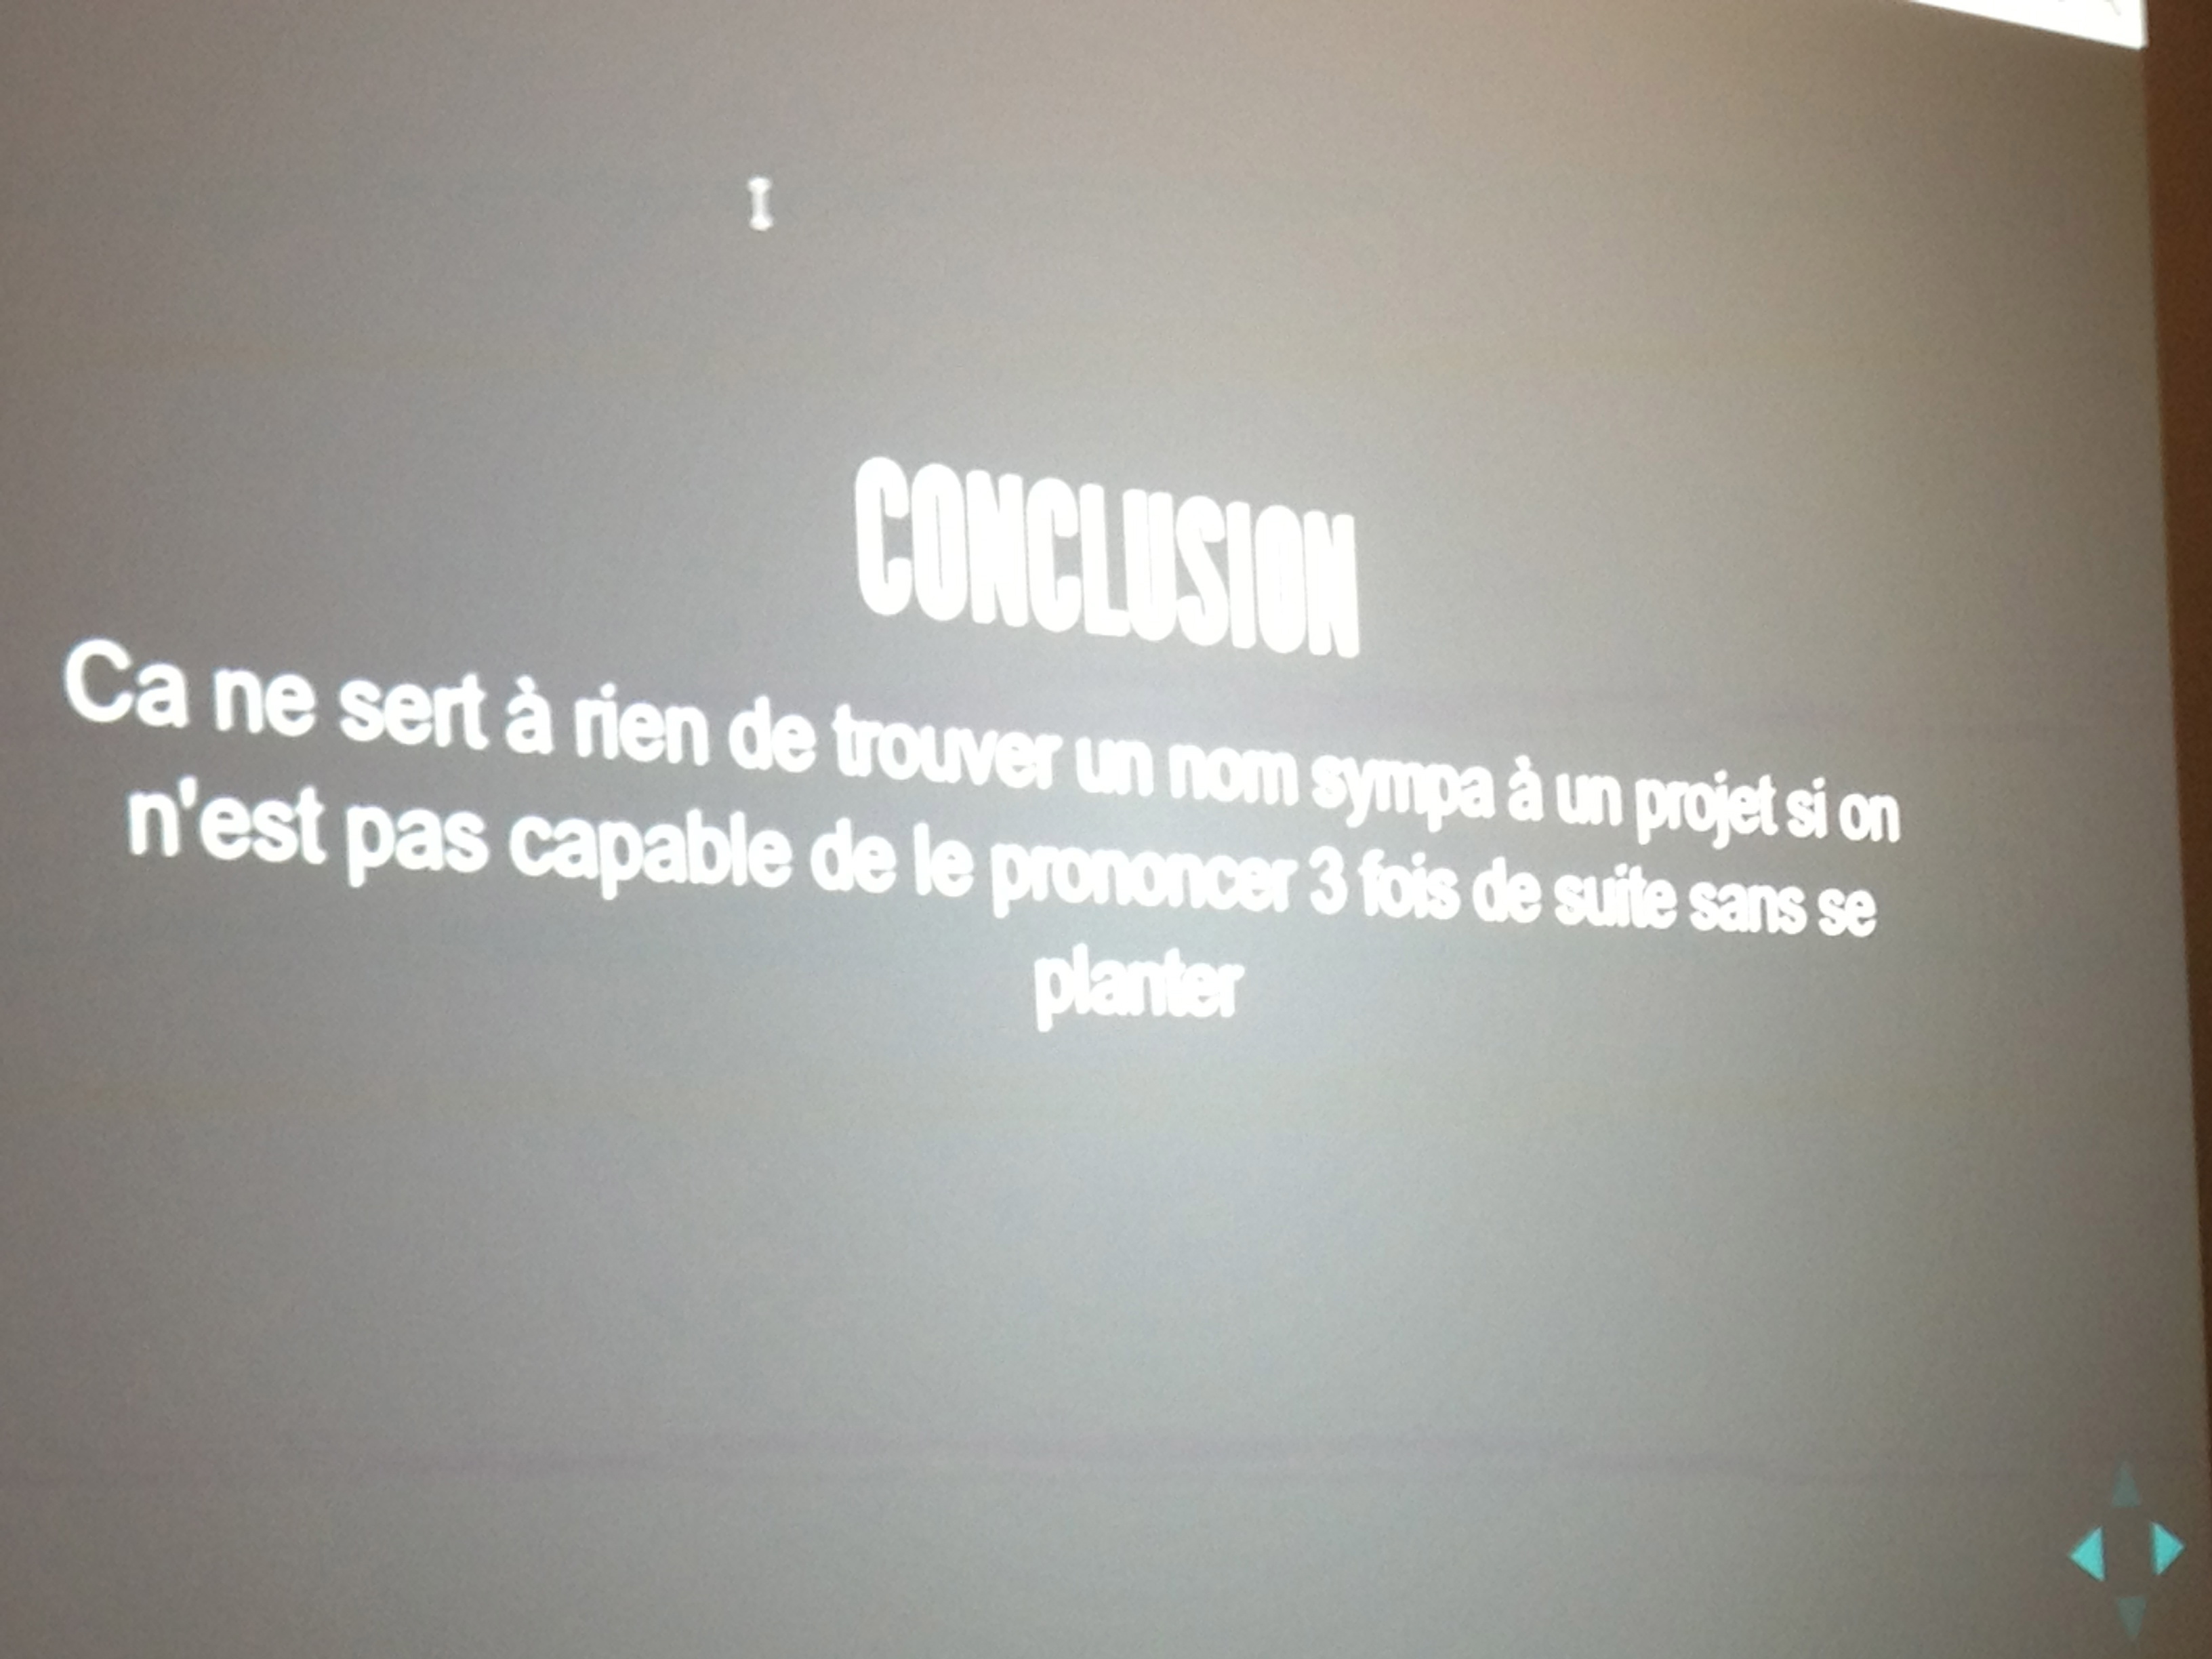 CONCLUSION
Ca ne sert à rien de trouver un nom sympa à un projet si on
n'est pas capable de le prononcer 3 fois de suite sans se
planter